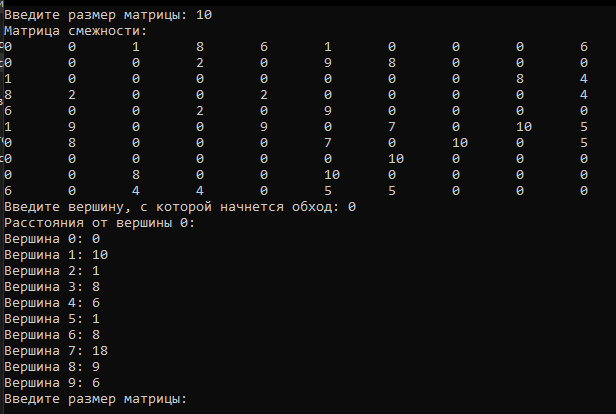 Введите размер матрицы: 10
Матрица смежности:
0 0 1 8 6 1 0 0 0 6
0 0 0 2 0 9 8 0 0 0
1 0 0 0 0 0 0 0 8 4
8 2 0 0 2 0 0 0 0 4
6 0 0 2 0 9 0 0 0 0
1 9 0 0 9 0 7 0 10 5
0 8 0 0 0 7 0 10 0 5
0 0 0 0 0 0 10 0 0 0
0 0 8 0 0 10 0 0 0 0
6 0 4 4 0 5 5 0 0 0
Введите вершину, с которой начнется обход: 0
Расстояния от вершины 0:
Вершина 0: 0
Вершина 1: 10
Вершина 2: 1
Вершина 3: 8
Вершина 4: 6
Вершина 5: 1
Вершина 6: 8
Вершина 7: 18
Вершина 8: 9
Вершина 9: 6
Введите размер матрицы: